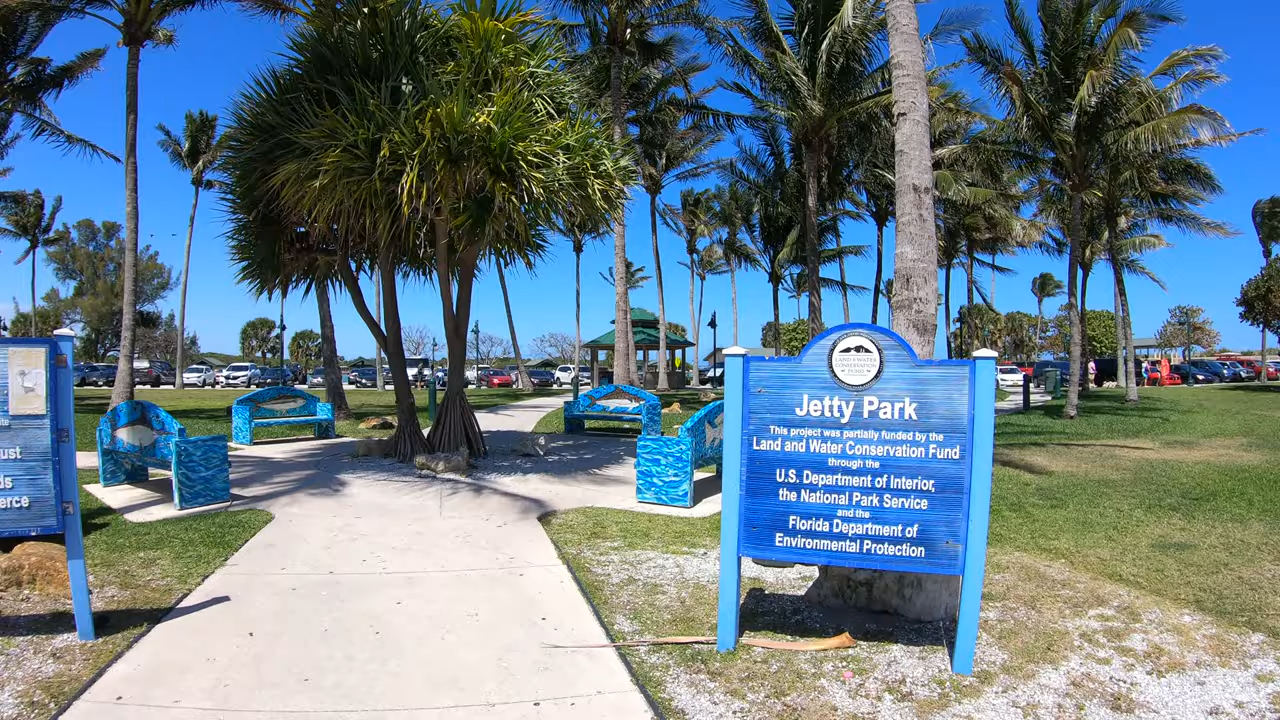 ust
ds
erce
LAND & WATER
CONSERVATION
FUND
Jetty Park
This project was partially funded by the
Land and Water Conservation Fund
through the
U.S. Department of Interior,
the National Park Service
and the
Florida Department of
Environmental Protection